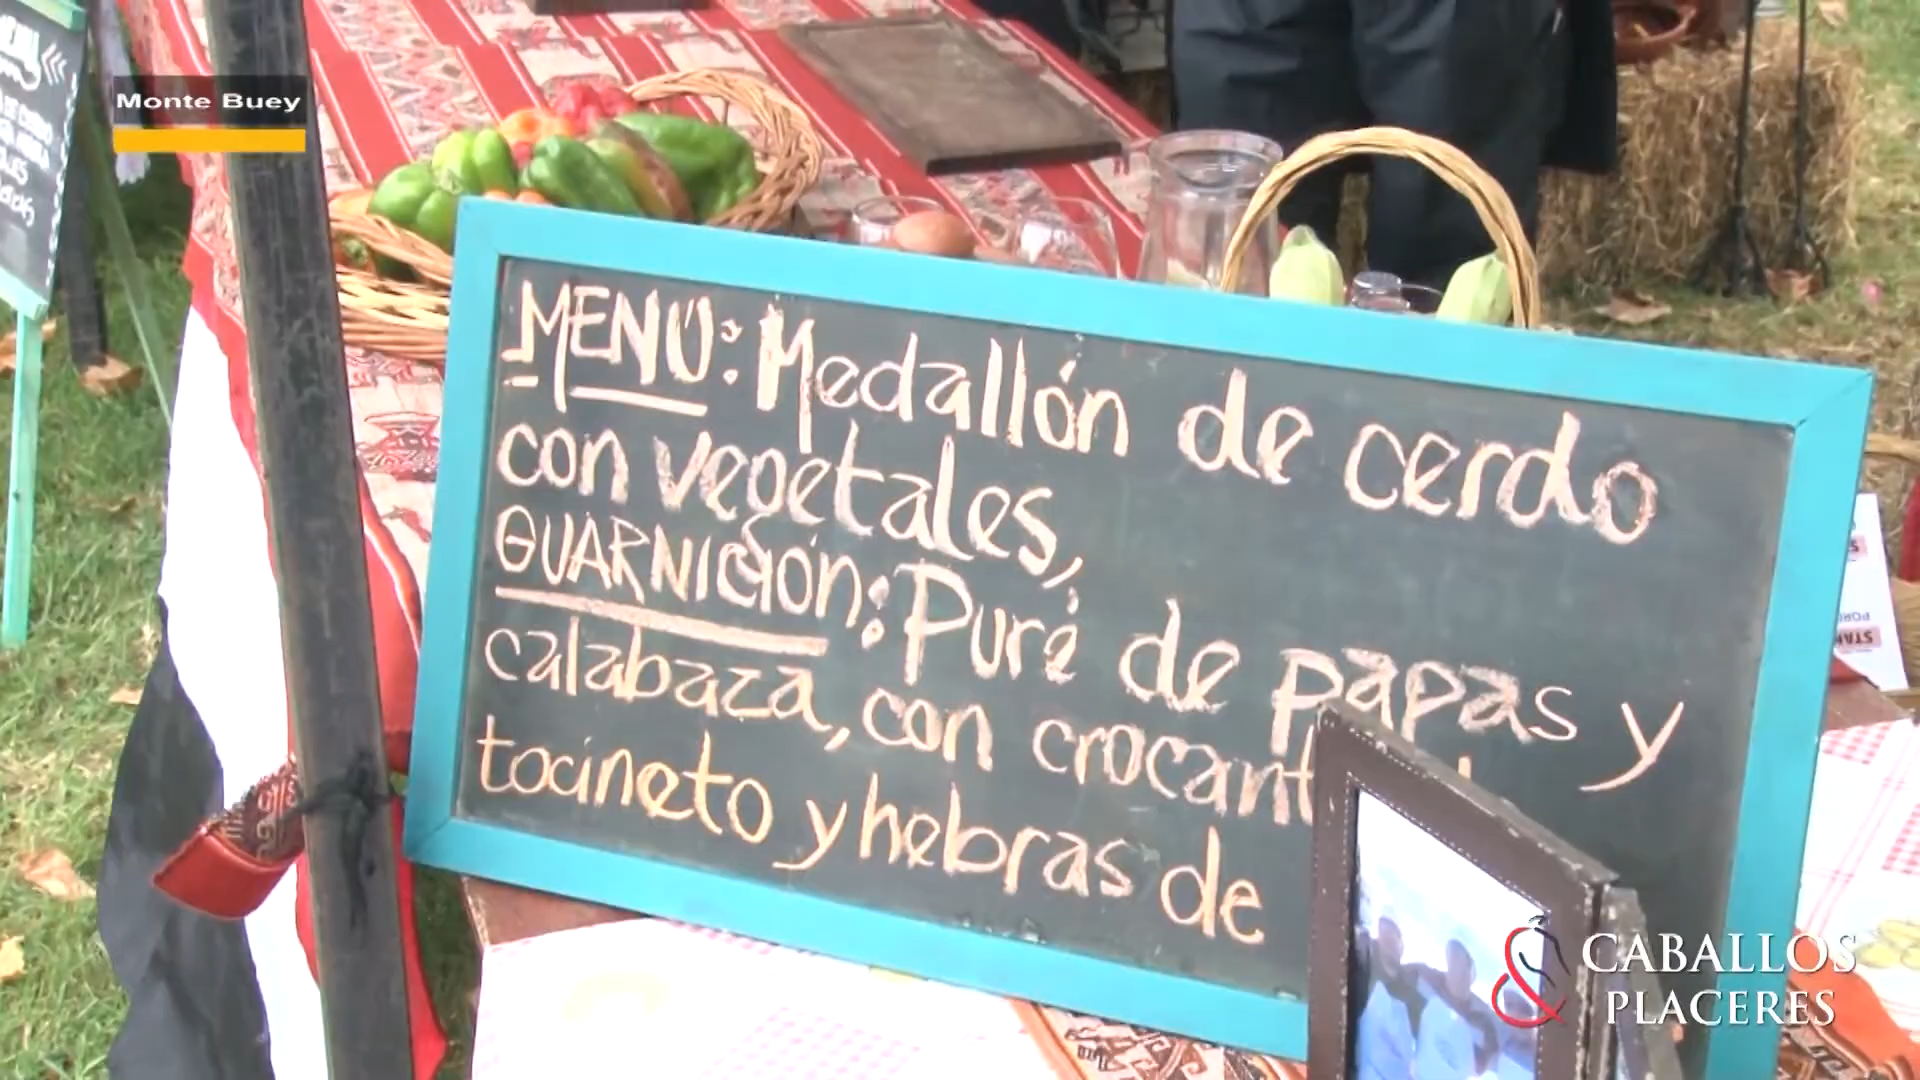 Monte Buey
MENÚ: Medallón de cerdo
con vegetales,
GUARNICIÓN: Puré de papas y
calabaza, con crocant
tocineto y hebras de
CABALLOS
& PLACERES